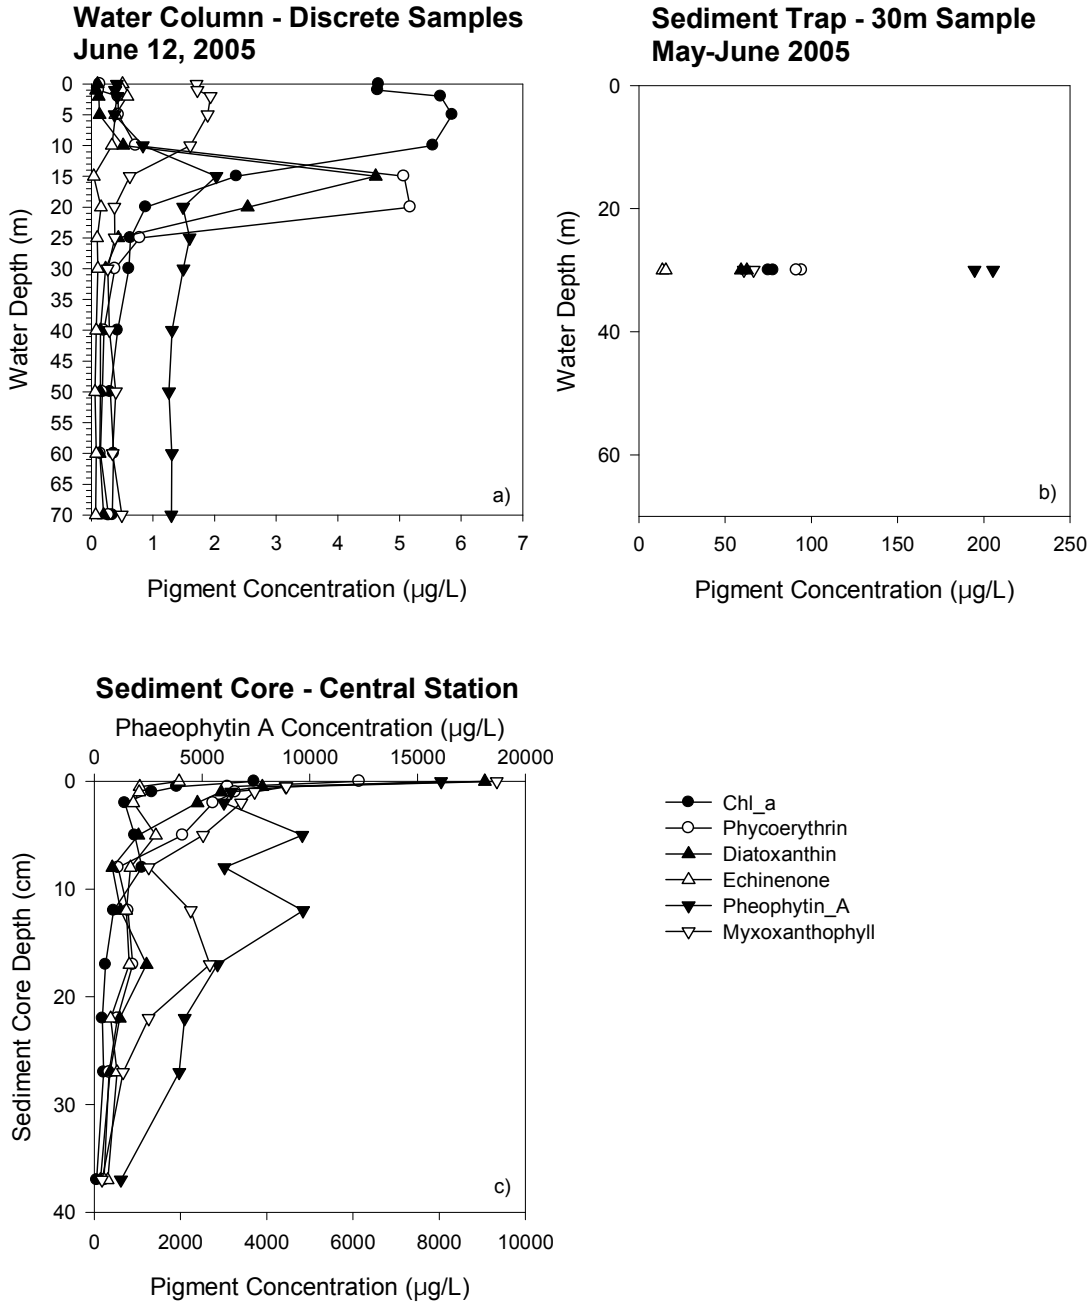 Water Column - Discrete Samples
June 12, 2005
0
5
10
15
20
25
30
35
40
45
50
55
60
65
70
Water Depth (m)
a)
0 1 2 3 4 5 6 7
Pigment Concentration (µg/L)
Sediment Trap - 30m Sample
May-June 2005
0
20
40
60
Water Depth (m)
b)
0 50 100 150 200 250
Pigment Concentration (µg/L)
Sediment Core - Central Station
Phaeophytin A Concentration (µg/L)
0 5000 10000 15000 20000
0
10
20
30
40
Sediment Core Depth (cm)
c)
0 2000 4000 6000 8000 10000
Pigment Concentration (µg/L)
Chl_a
Phycoerythrin
Diatoxanthin
Echinenone
Pheophytin_A
Myxoxanthophyll